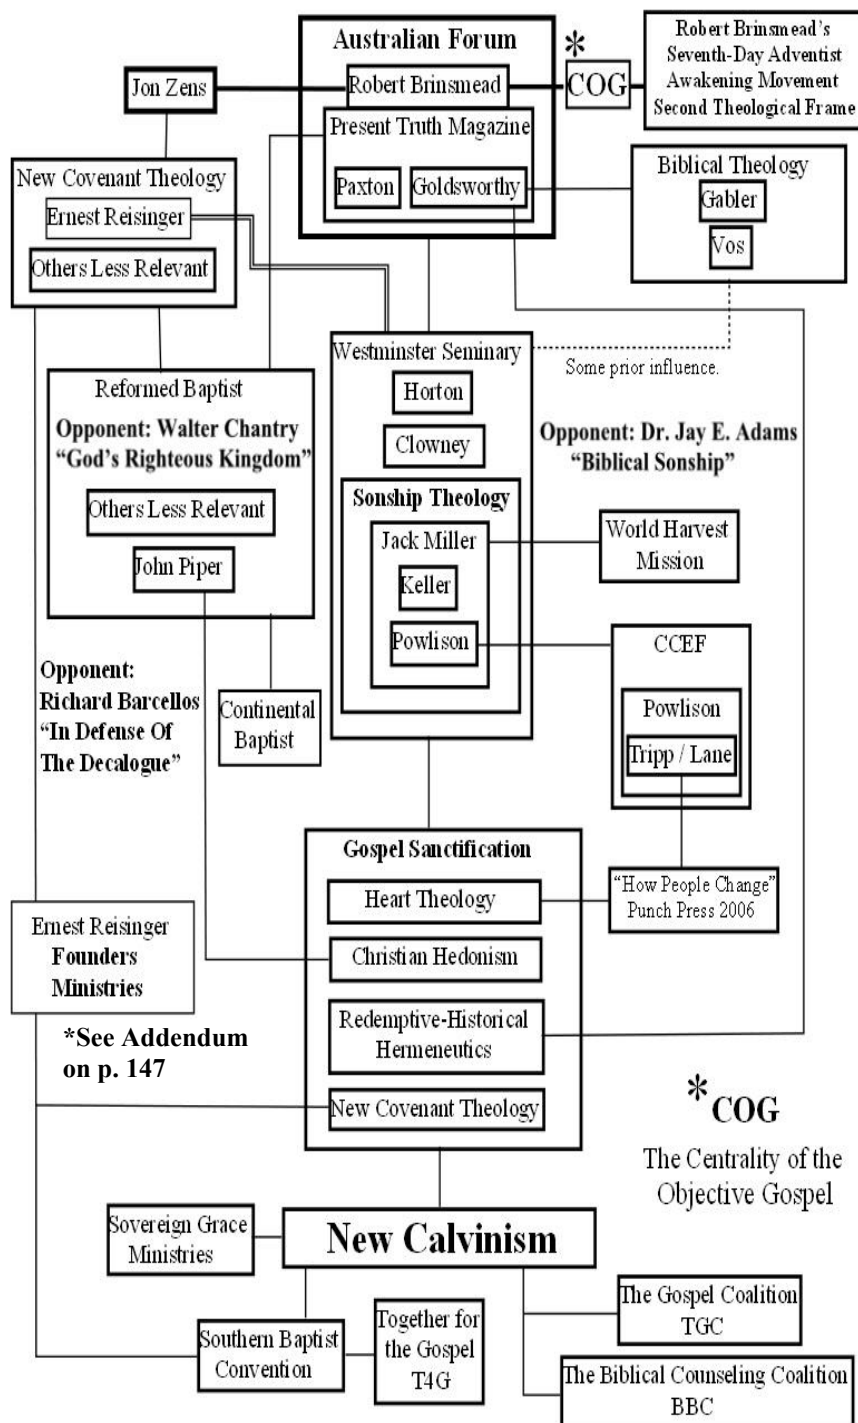 Australian Forum
Robert Brinsmead
Present Truth Magazine
Paxton
Goldsworthy
*
COG
Robert Brinsmead’s
Seventh-Day Adventist
Awakening Movement
Second Theological Frame
Jon Zens
New Covenant Theology
Ernest Reisinger
Others Less Relevant
Biblical Theology
Gabler
Vos
Some prior influence.
Westminster Seminary
Horton
Clowney
Sonship Theology
Jack Miller
Keller
Powlison
Reformed Baptist
Opponent: Walter Chantry
“God’s Righteous Kingdom”
Others Less Relevant
John Piper
Opponent: Dr. Jay E. Adams
“Biblical Sonship”
World Harvest
Mission
CCEF
Powlison
Tripp / Lane
Opponent:
Richard Barcellos
“In Defense Of
The Decalogue”
Continental
Baptist
Gospel Sanctification
Heart Theology
Christian Hedonism
Redemptive-Historical
Hermeneutics
New Covenant Theology
“How People Change”
Punch Press 2006
Ernest Reisinger
Founders
Ministries
*See Addendum
on p. 147
*COG
The Centrality of the
Objective Gospel
New Calvinism
Sovereign Grace
Ministries
Southern Baptist
Convention
Together for
the Gospel
T4G
The Gospel Coalition
TGC
The Biblical Counseling Coalition
BBC